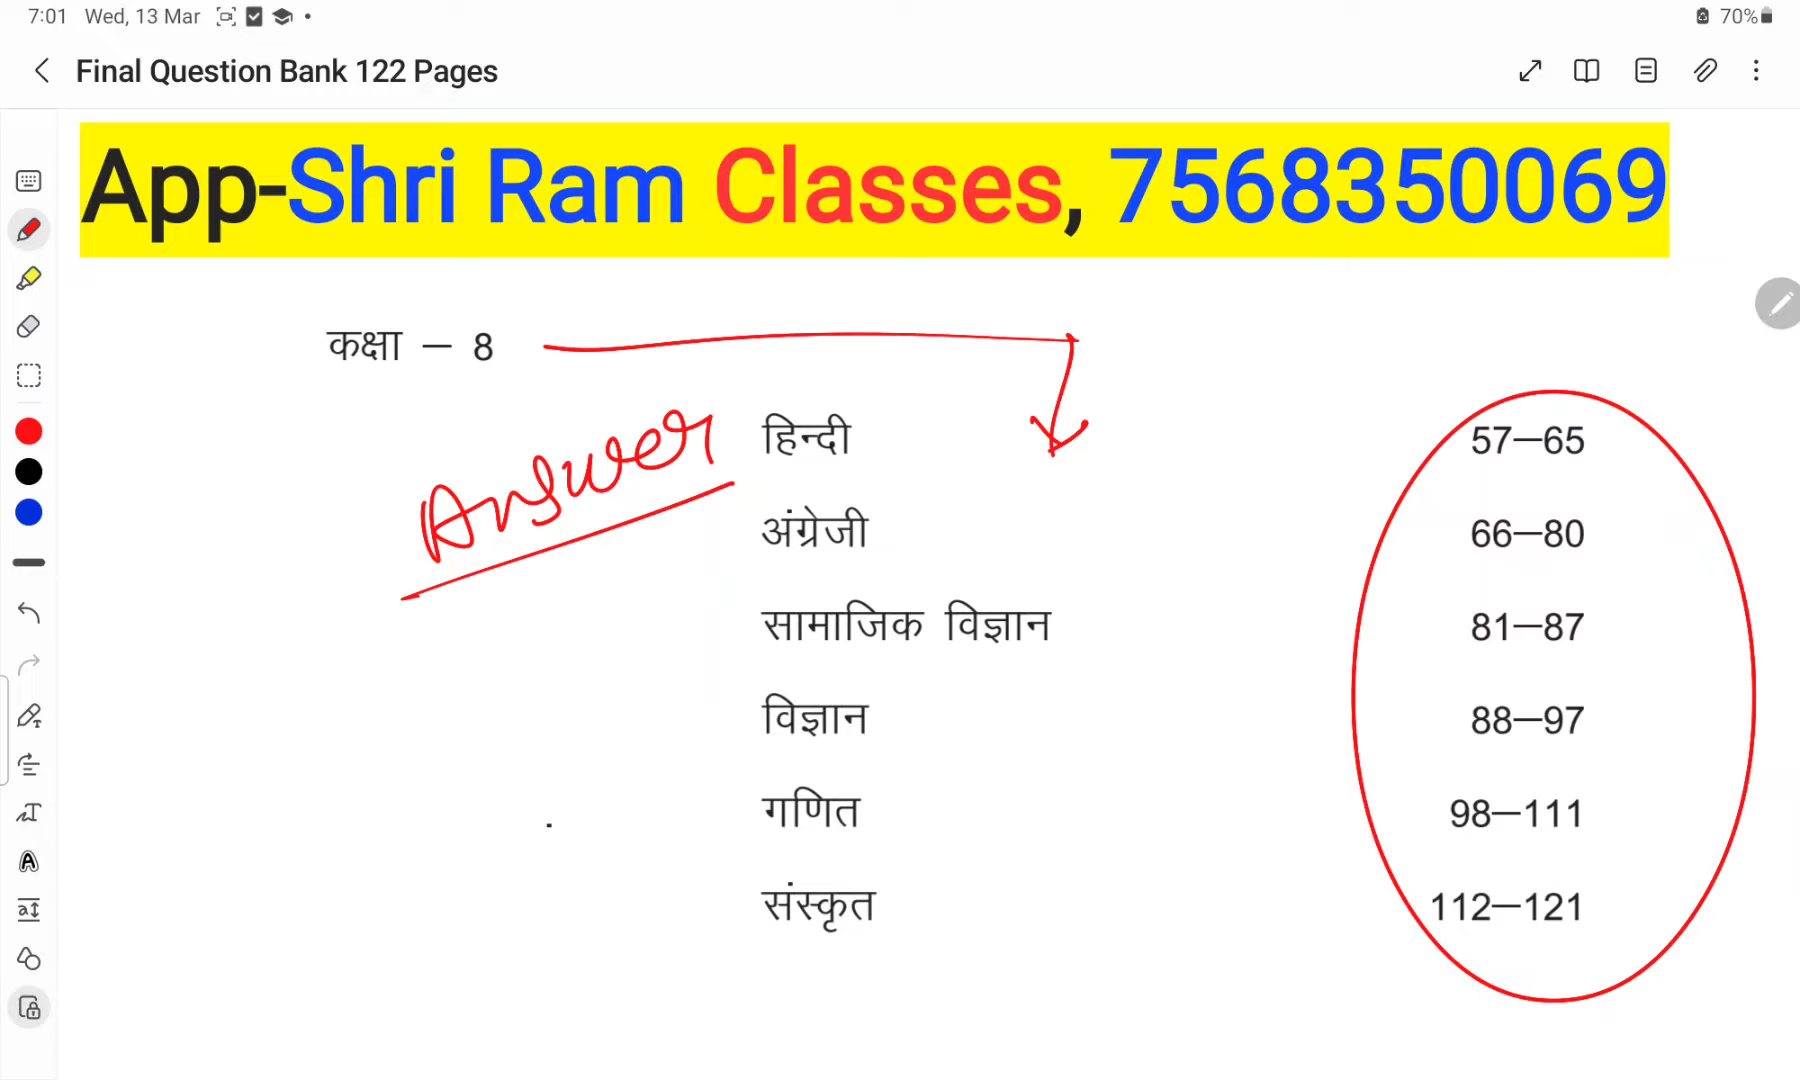 7:01 Wed, 13 Mar 70%
Final Question Bank 122 Pages
App-Shri Ram Classes, 7568350069
कक्षा – 8
Answer
हिन्दी 57–65
अंग्रेजी 66–80
सामाजिक विज्ञान 81–87
विज्ञान 88–97
गणित 98–111
संस्कृत 112–121